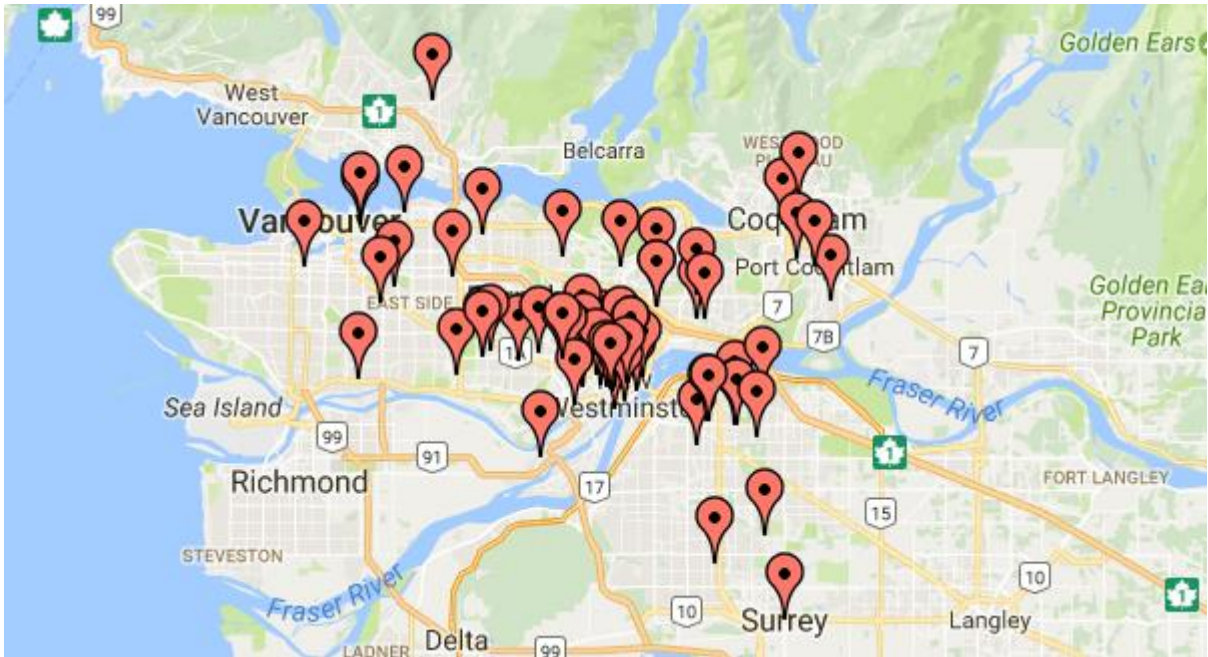 99
Golden Ears
West
Vancouver
1
Belcarra
Vancouver
Coquitlam
Port Coquitlam
EAST SIDE
7
Golden Ears
Provincial
Park
7B
7
1A
Fraser River
Sea Island
Westminster
99
91
1
Richmond
17
FORT LANGLEY
15
STEVESTON
Fraser River
10
1
10
Surrey
Langley
Delta
LADNER
99